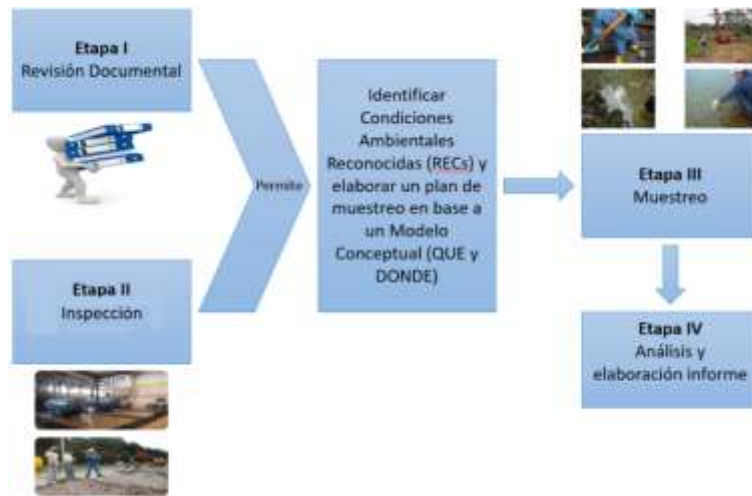 Etapa I
Revisión Documental
Etapa II
Inspección
Permite
Identificar
Condiciones
Ambientales
Reconocidas (RECs) y
elaborar un plan de
muestreo en base a
un Modelo
Conceptual (QUE y
DONDE)
Etapa III
Muestreo
Etapa IV
Análisis y
elaboración informe